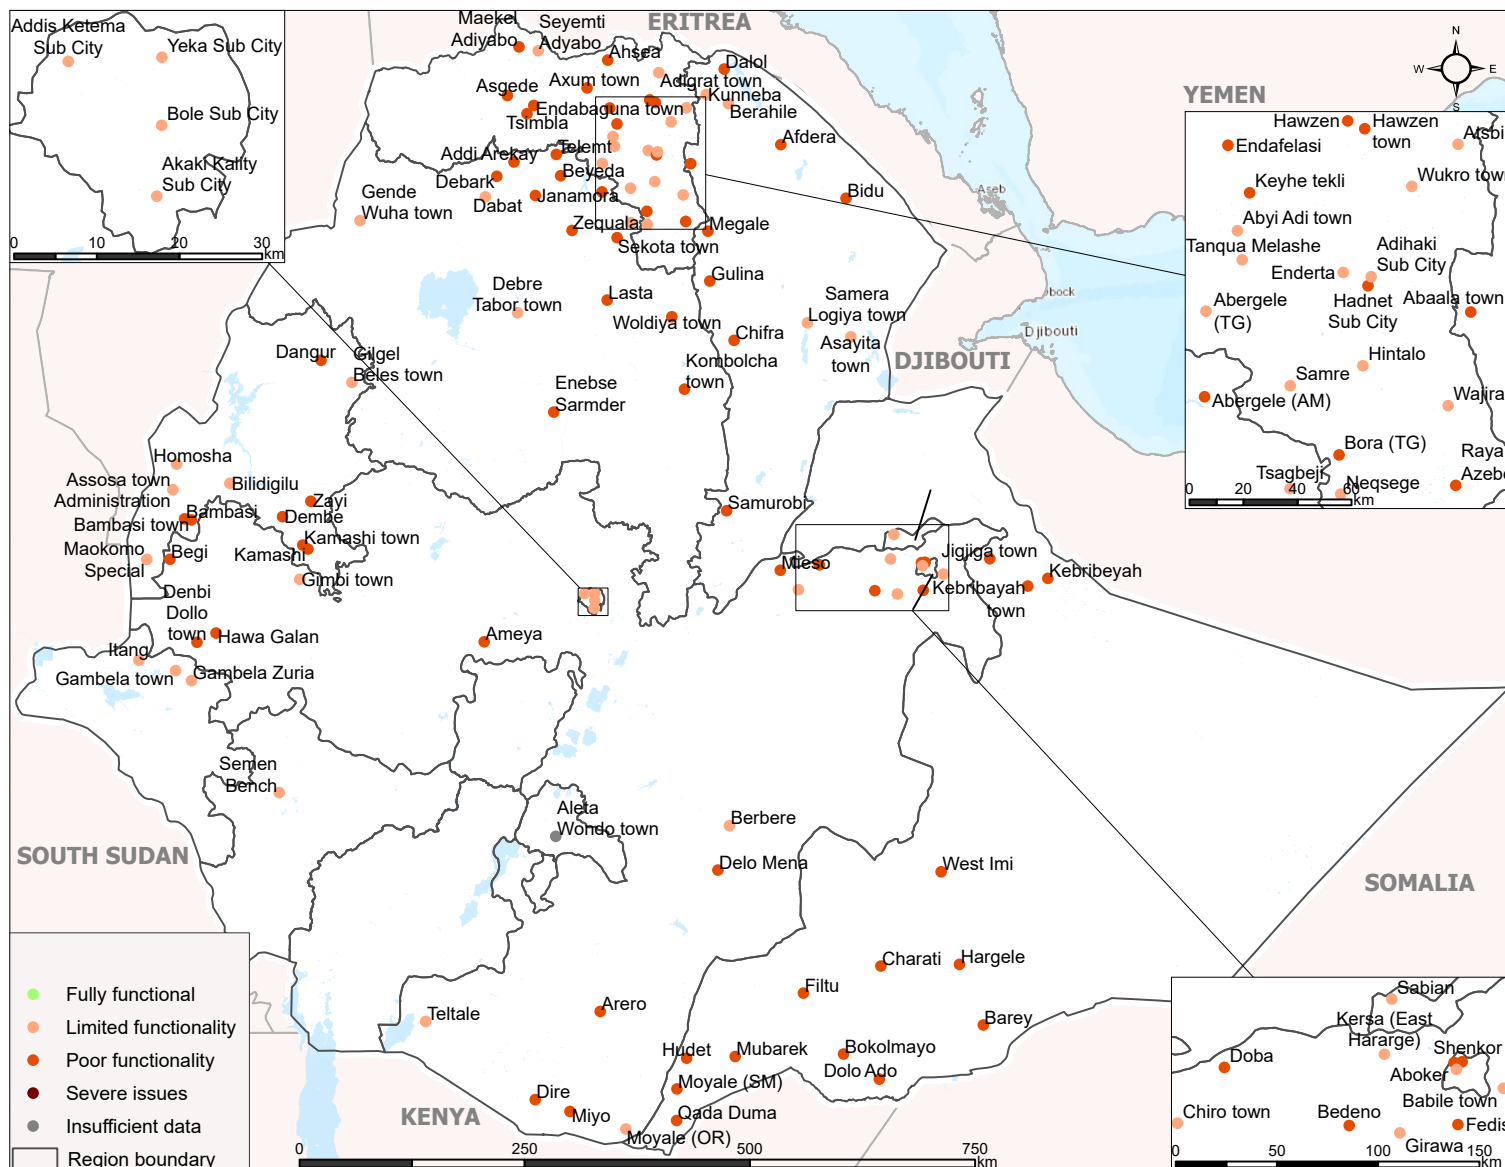 Addis Ketema
Sub City
Yeka Sub City
Bole Sub City
Akaki Kality
Sub City
0 10 20 30
km
Maekel
Adiyabo
Seyemti
Adyabo
ERITREA
Ahsea
Dalol
Asgede
Axum town
Adigrat town
Kunneba
Berahile
Endabaguna town
Tsimbla
Afdera
Addi Arekay
Telemt
Beyeda
Debark
Janamora
Dabat
Gende
Wuha town
Bidu
Zequala
Megale
Sekota town
Gulina
Debre
Tabor town
Lasta
Woldiya town
Samera
Logiya town
Asayita
town
Chifra
Kombolcha
town
Dangur
Gilgel
Beles town
Enebse
Sarmder
DJIBOUTI
Djibouti
Aseb
bock
YEMEN
N
W E
S
Hawzen
Hawzen
town
Endafelasi
Atsbi
Keyhe tekli
Wukro town
Abyi Adi town
Tanqua Melashe
Enderta
Adihaki
Sub City
Abergele
(TG)
Hadnet
Sub City
Abaala town
Hintalo
Samre
Abergele (AM)
Wajira
Bora (TG)
Raya
Azebo
Tsagbeji
Neqsege
0 20 40 60
km
Homosha
Assosa town
Administration
Bilidigilu
Bambasi
Bambasi town
Zayi
Dembe
Kamashi town
Kamashi
Maokomo
Special
Begi
Gimbi town
Denbi
Dollo
town
Hawa Galan
Itang
Gambela town
Gambela Zuria
Ameya
Samurobi
Mieso
Jigjiga town
Kebribeyah
Kebribayah
town
Semen
Bench
Aleta
Wondo town
Berbere
Delo Mena
West Imi
SOUTH SUDAN
SOMALIA
Charati
Hargele
Filtu
Barey
Teltale
Arero
Hudet
Mubarek
Bokolmayo
Dolo Ado
Moyale (SM)
Dire
Miyo
Qada Duma
Moyale (OR)
KENYA
0 250 500 750
km
Fully functional
Limited functionality
Poor functionality
Severe issues
Insufficient data
Region boundary
Sabian
Kersa (East
Hararge)
Doba
Shenkor
Aboker
Babile town
Chiro town
Bedeno
Fedis
Girawa
0 50 100 150
km